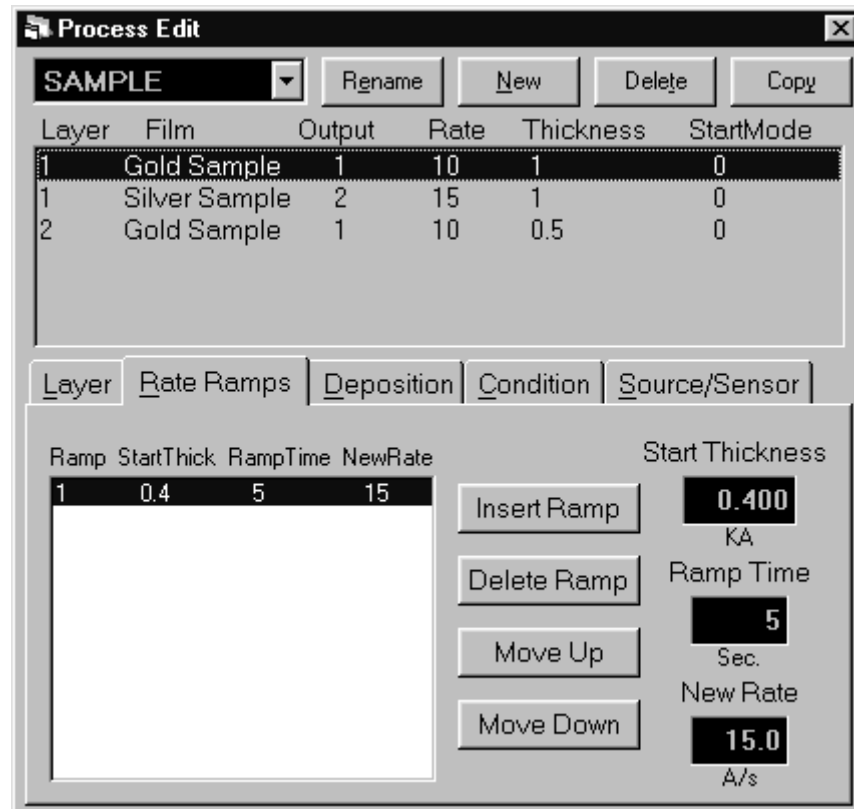 Process Edit
SAMPLE Rename New Delete Copy
Layer Film Output Rate Thickness StartMode
1 Gold Sample 1 10 1 0
1 Silver Sample 2 15 1 0
2 Gold Sample 1 10 0.5 0
Layer Rate Ramps Deposition Condition Source/Sensor
Ramp StartThick RampTime NewRate
1 0.4 5 15
Insert Ramp
Delete Ramp
Move Up
Move Down
Start Thickness
0.400
KA
Ramp Time
5
Sec.
New Rate
15.0
A/s